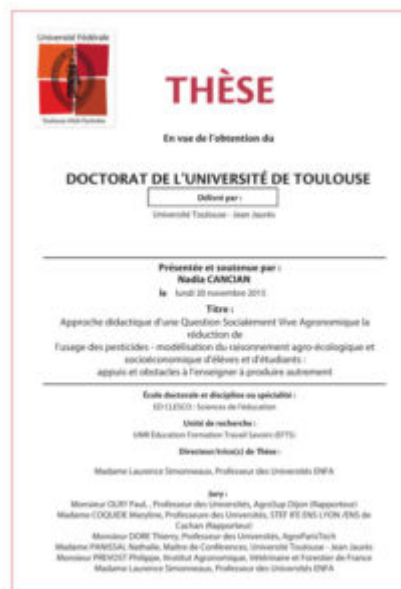 Université Fédérale
Toulouse Midi-Pyrénées
THÈSE
En vue de l'obtention du
DOCTORAT DE L'UNIVERSITÉ DE TOULOUSE
Délivré par :
Université Toulouse - Jean Jaurès
Présentée et soutenue par :
Nadia CANCIAN
le lundi 30 novembre 2015
Titre :
Approche didactique d'une Question Socialement Vive Agronomique la
réduction de
l'usage des pesticides - modélisation du raisonnement agro-écologique et
socioéconomique d'élèves et d'étudiants :
appuis et obstacles à l'enseigner à produire autrement
École doctorale et discipline ou spécialité :
ED CLESCO : Sciences de l'éducation
Unité de recherche :
UMR Éducation Formation Travail Savoirs (EFTS)
Directeur/trice(s) de Thèse :
Madame Laurence Simonneaux, Professeur des Universités ENFA
Jury :
Monsieur OLRY Paul, , Professeur des Universités, AgroSup Dijon (Rapporteur)
Madame COQUIDE Maryline, Professeure des Universités, STEF IFE ENS LYON /ENS de
Cachan (Rapporteur)
Monsieur DORE Thierry, Professeur des Universités, AgroParisTech
Madame PANISSAL Nathalie, Maître de Conférences, Université Toulouse - Jean Jaurès
Monsieur PREVOST Philippe, Institut Agronomique, Vétérinaire et Forestier de France
Madame Laurence Simonneaux, Professeur des Universités ENFA